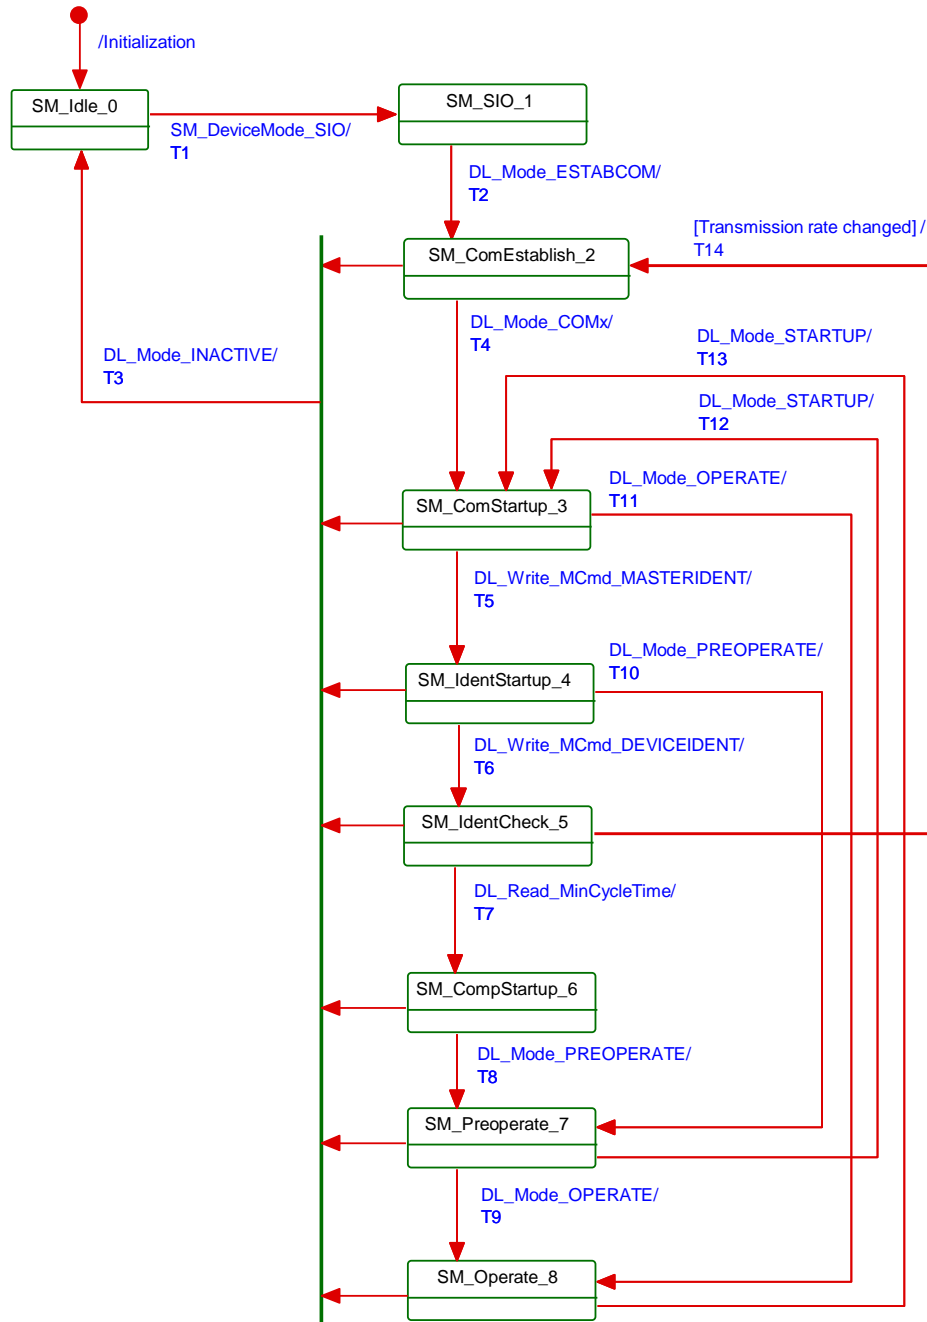 /Initialization
SM_Idle_0
SM_SIO_1
SM_DeviceMode_SIO/
T1
DL_Mode_ESTABCOM/
T2
[Transmission rate changed] /
T14
SM_ComEstablish_2
DL_Mode_COMx/
T4
DL_Mode_STARTUP/
T13
DL_Mode_INACTIVE/
T3
DL_Mode_STARTUP/
T12
DL_Mode_OPERATE/
T11
SM_ComStartup_3
DL_Write_MCmd_MASTERIDENT/
T5
DL_Mode_PREOPERATE/
T10
SM_IdentStartup_4
DL_Write_MCmd_DEVICEIDENT/
T6
SM_IdentCheck_5
DL_Read_MinCycleTime/
T7
SM_CompStartup_6
DL_Mode_PREOPERATE/
T8
SM_Preoperate_7
DL_Mode_OPERATE/
T9
SM_Operate_8